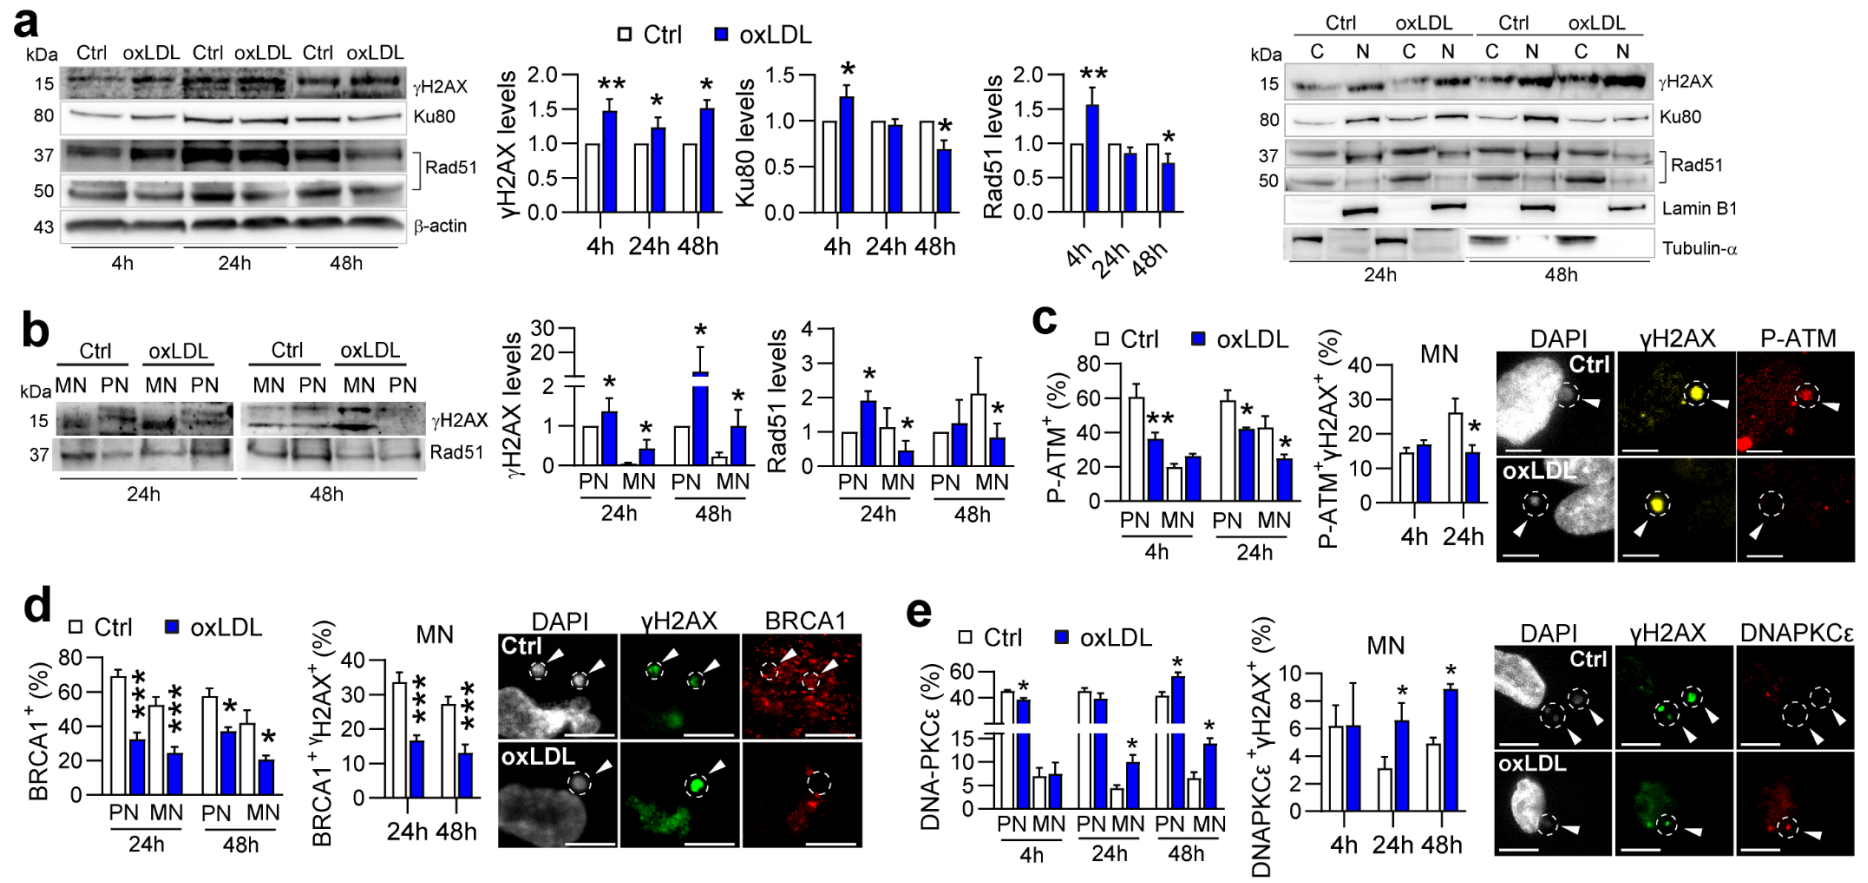 a
kDa Ctrl oxLDL Ctrl oxLDL Ctrl oxLDL
15 γH2AX
80 Ku80
37 Rad51
50
43 β-actin
4h 24h 48h
Ctrl oxLDL
γH2AX levels
2.0
1.5
1.0
0.5
0.0
** * *
4h 24h 48h
Ku80 levels
1.5
1.0
0.5
0.0
* *
4h 24h 48h
Rad51 levels
2.0
1.5
1.0
0.5
0.0
** *
4h 24h 48h
Ctrl oxLDL Ctrl oxLDL
kDa C N C N C N C N
15 γH2AX
80 Ku80
37 Rad51
50
Lamin B1
Tubulin-α
24h 48h
b
Ctrl oxLDL Ctrl oxLDL
kDa MN PN MN PN MN PN MN PN
15 γH2AX
37 Rad51
24h 48h
γH2AX levels
30
20
2
1
0
* * * *
PN MN PN MN
24h 48h
Rad51 levels
4
3
2
1
0
* * *
PN MN PN MN
24h 48h
c
Ctrl oxLDL
P-ATM+ (%)
80
60
40
20
0
** * *
PN MN PN MN
4h 24h
P-ATM+γH2AX+ (%)
MN
40
30
20
10
0
*
4h 24h
DAPI γH2AX P-ATM
Ctrl
oxLDL
d
Ctrl oxLDL
BRCA1+ (%)
80
60
40
20
0
*** *** * *
PN MN PN MN
24h 48h
BRCA1+ γH2AX+ (%)
MN
40
30
20
10
0
*** ***
24h 48h
DAPI γH2AX BRCA1
Ctrl
oxLDL
e
Ctrl oxLDL
DNA-PKCε (%)
60
40
15
10
5
0
* * * *
PN MN PN MN PN MN
4h 24h 48h
DNAPKCε +γH2AX+ (%)
MN
10
8
6
4
2
0
* *
4h 24h 48h
DAPI γH2AX DNAPKCε
Ctrl
oxLDL